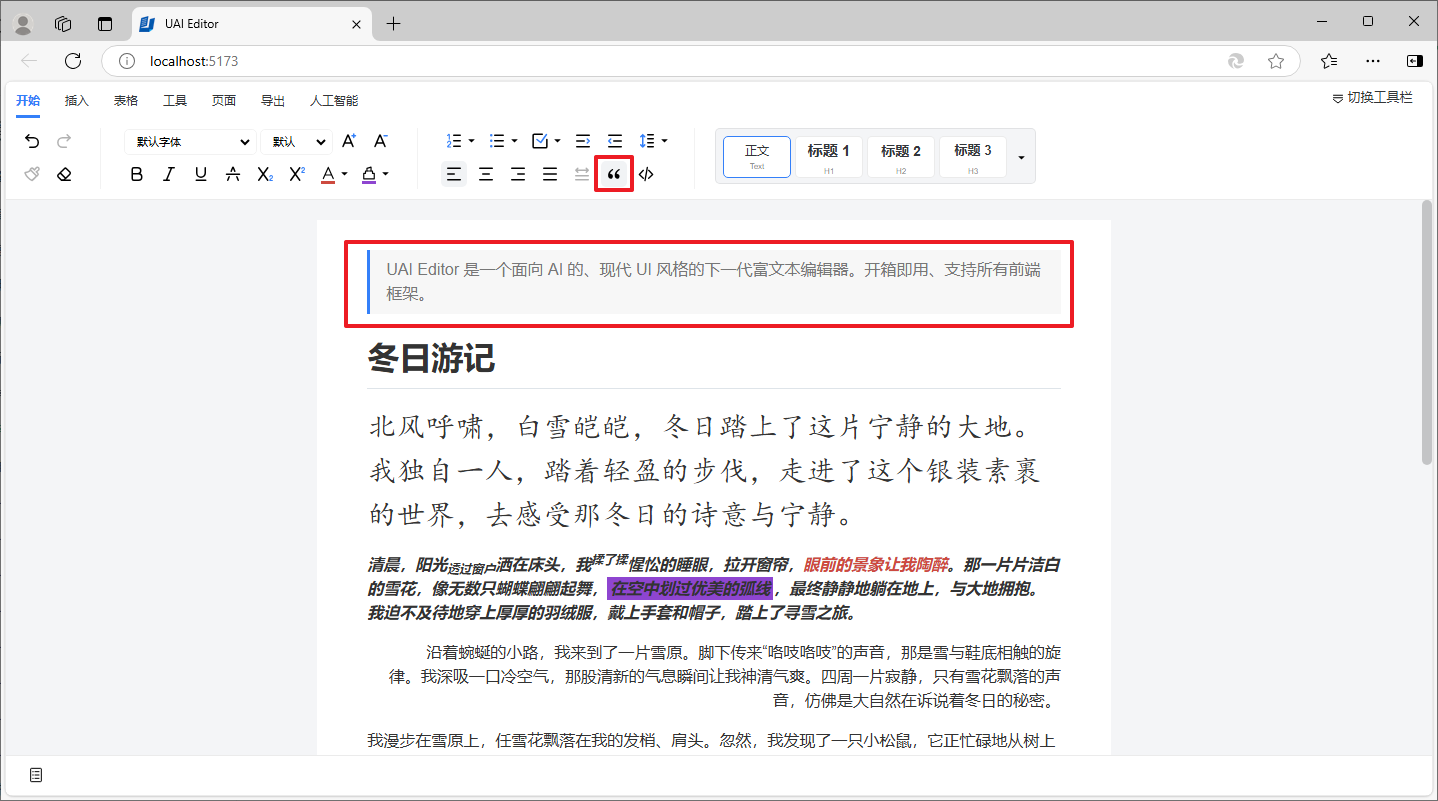 UAI Editor
localhost:5173
开始 插入 表格 工具 页面 导出 人工智能 切换工具栏
默认字体 默认 A+ A-
B I U A X₂ X² A
正文 标题 1 标题 2 标题 3
Text H1 H2 H3
UAI Editor 是一个面向 AI 的、现代 UI 风格的下一代富文本编辑器。开箱即用、支持所有前端
框架。
冬日游记
北风呼啸，白雪皑皑，冬日踏上了这片宁静的大地。
我独自一人，踏着轻盈的步伐，走进了这个银装素裹
的世界，去感受那冬日的诗意与宁静。
清晨，阳光透过窗户洒在床头，我揉了揉惺忪的睡眼，拉开窗帘，眼前的景象让我陶醉。那一片片洁白
的雪花，像无数只蝴蝶翩翩起舞，在空中划过优美的弧线，最终静静地躺在地上，与大地拥抱。
我迫不及待地穿上厚厚的羽绒服，戴上手套和帽子，踏上了寻雪之旅。
沿着蜿蜒的小路，我来到了一片雪原。脚下传来“咯吱咯吱”的声音，那是雪与鞋底相触的旋
律。我深吸一口冷空气，那股清新的气息瞬间让我神清气爽。四周一片寂静，只有雪花飘落的声
音，仿佛是大自然在诉说着冬日的秘密。
我漫步在雪原上，任雪花飘落在我的发梢、肩头。忽然，我发现了一只小松鼠，它正忙碌地从树上